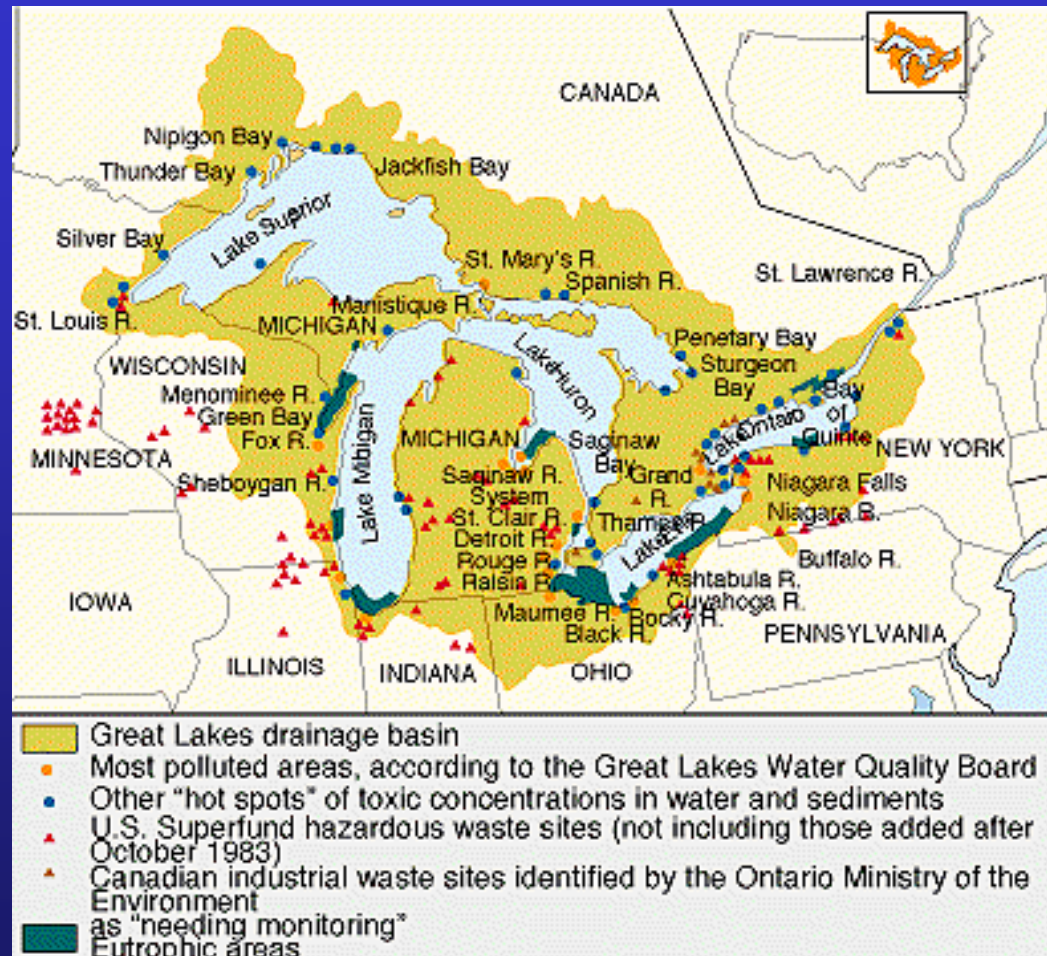 CANADA
Nipigon Bay
Thunder Bay
Jackfish Bay
Lake Superior
Silver Bay
St. Mary's R.
Spanish R.
St. Lawrence R.
St. Louis R.
Manistique R.
MICHIGAN
Penetary Bay
WISCONSIN
Lake Huron
Sturgeon
Bay
Menominee R.
Green Bay
Fox R.
Bay
of
Quinte
Lake Ontario
MICHIGAN
Saginaw
Bay
NEW YORK
MINNESOTA
Sheboygan R.
Lake
Saginaw R.
System
Grand
R.
Niagara Falls
Niagara R.
St. Clair R.
Detroit R.
Rouge R.
Lake
Buffalo R.
Ashtabula R.
Cuyahoga R.
Maumee R.
Rocky R.
Black R.
IOWA
ILLINOIS
INDIANA
OHIO
PENNSYLVANIA
Great Lakes drainage basin
Most polluted areas, according to the Great Lakes Water Quality Board
Other "hot spots" of toxic concentrations in water and sediments
U.S. Superfund hazardous waste sites (not including those added after
October 1983)
Canadian industrial waste sites identified by the Ontario Ministry of the
Environment
as "needing monitoring"
Eutrophic areas